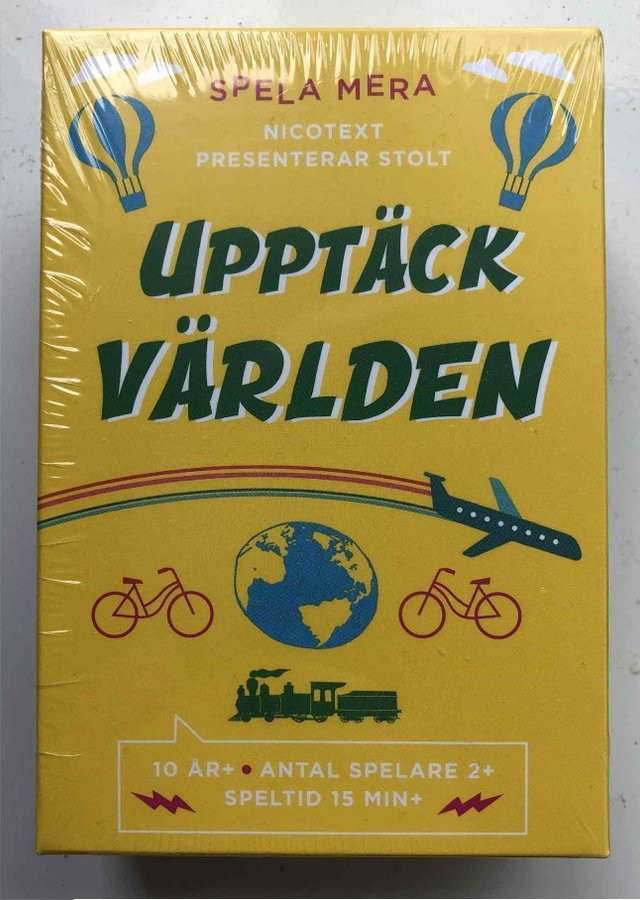 SPELA MERA
NICOTEXT
PRESENTERAR STOLT
UPPTÄCK
VÄRLDEN
10 ÅR+ • ANTAL SPELARE 2+
SPELTID 15 MIN+